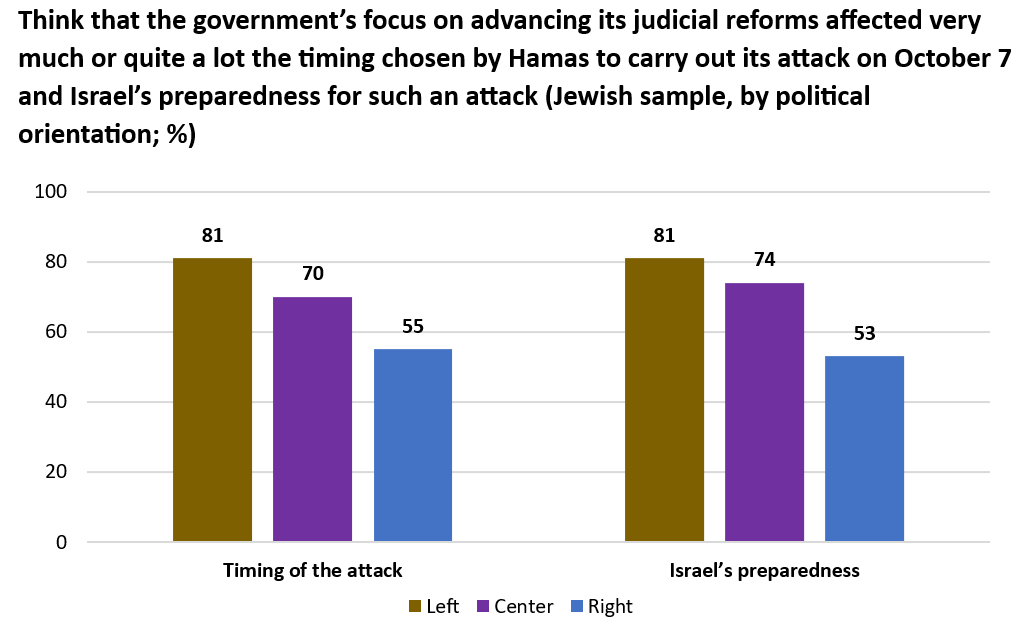 Think that the government’s focus on advancing its judicial reforms affected very
much or quite a lot the timing chosen by Hamas to carry out its attack on October 7
and Israel’s preparedness for such an attack (Jewish sample, by political
orientation; %)
100
80
60
40
20
0
81
70
55
81
74
53
Timing of the attack
Israel’s preparedness
Left
Center
Right